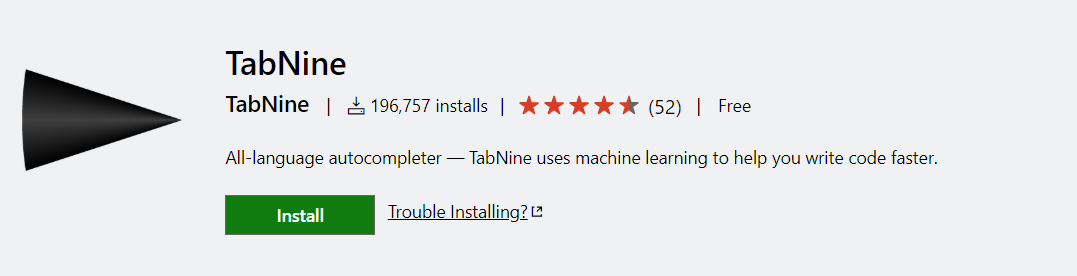 TabNine
TabNine | 196,757 installs | (52) | Free
All-language autocompleter — TabNine uses machine learning to help you write code faster.
Install Trouble Installing?